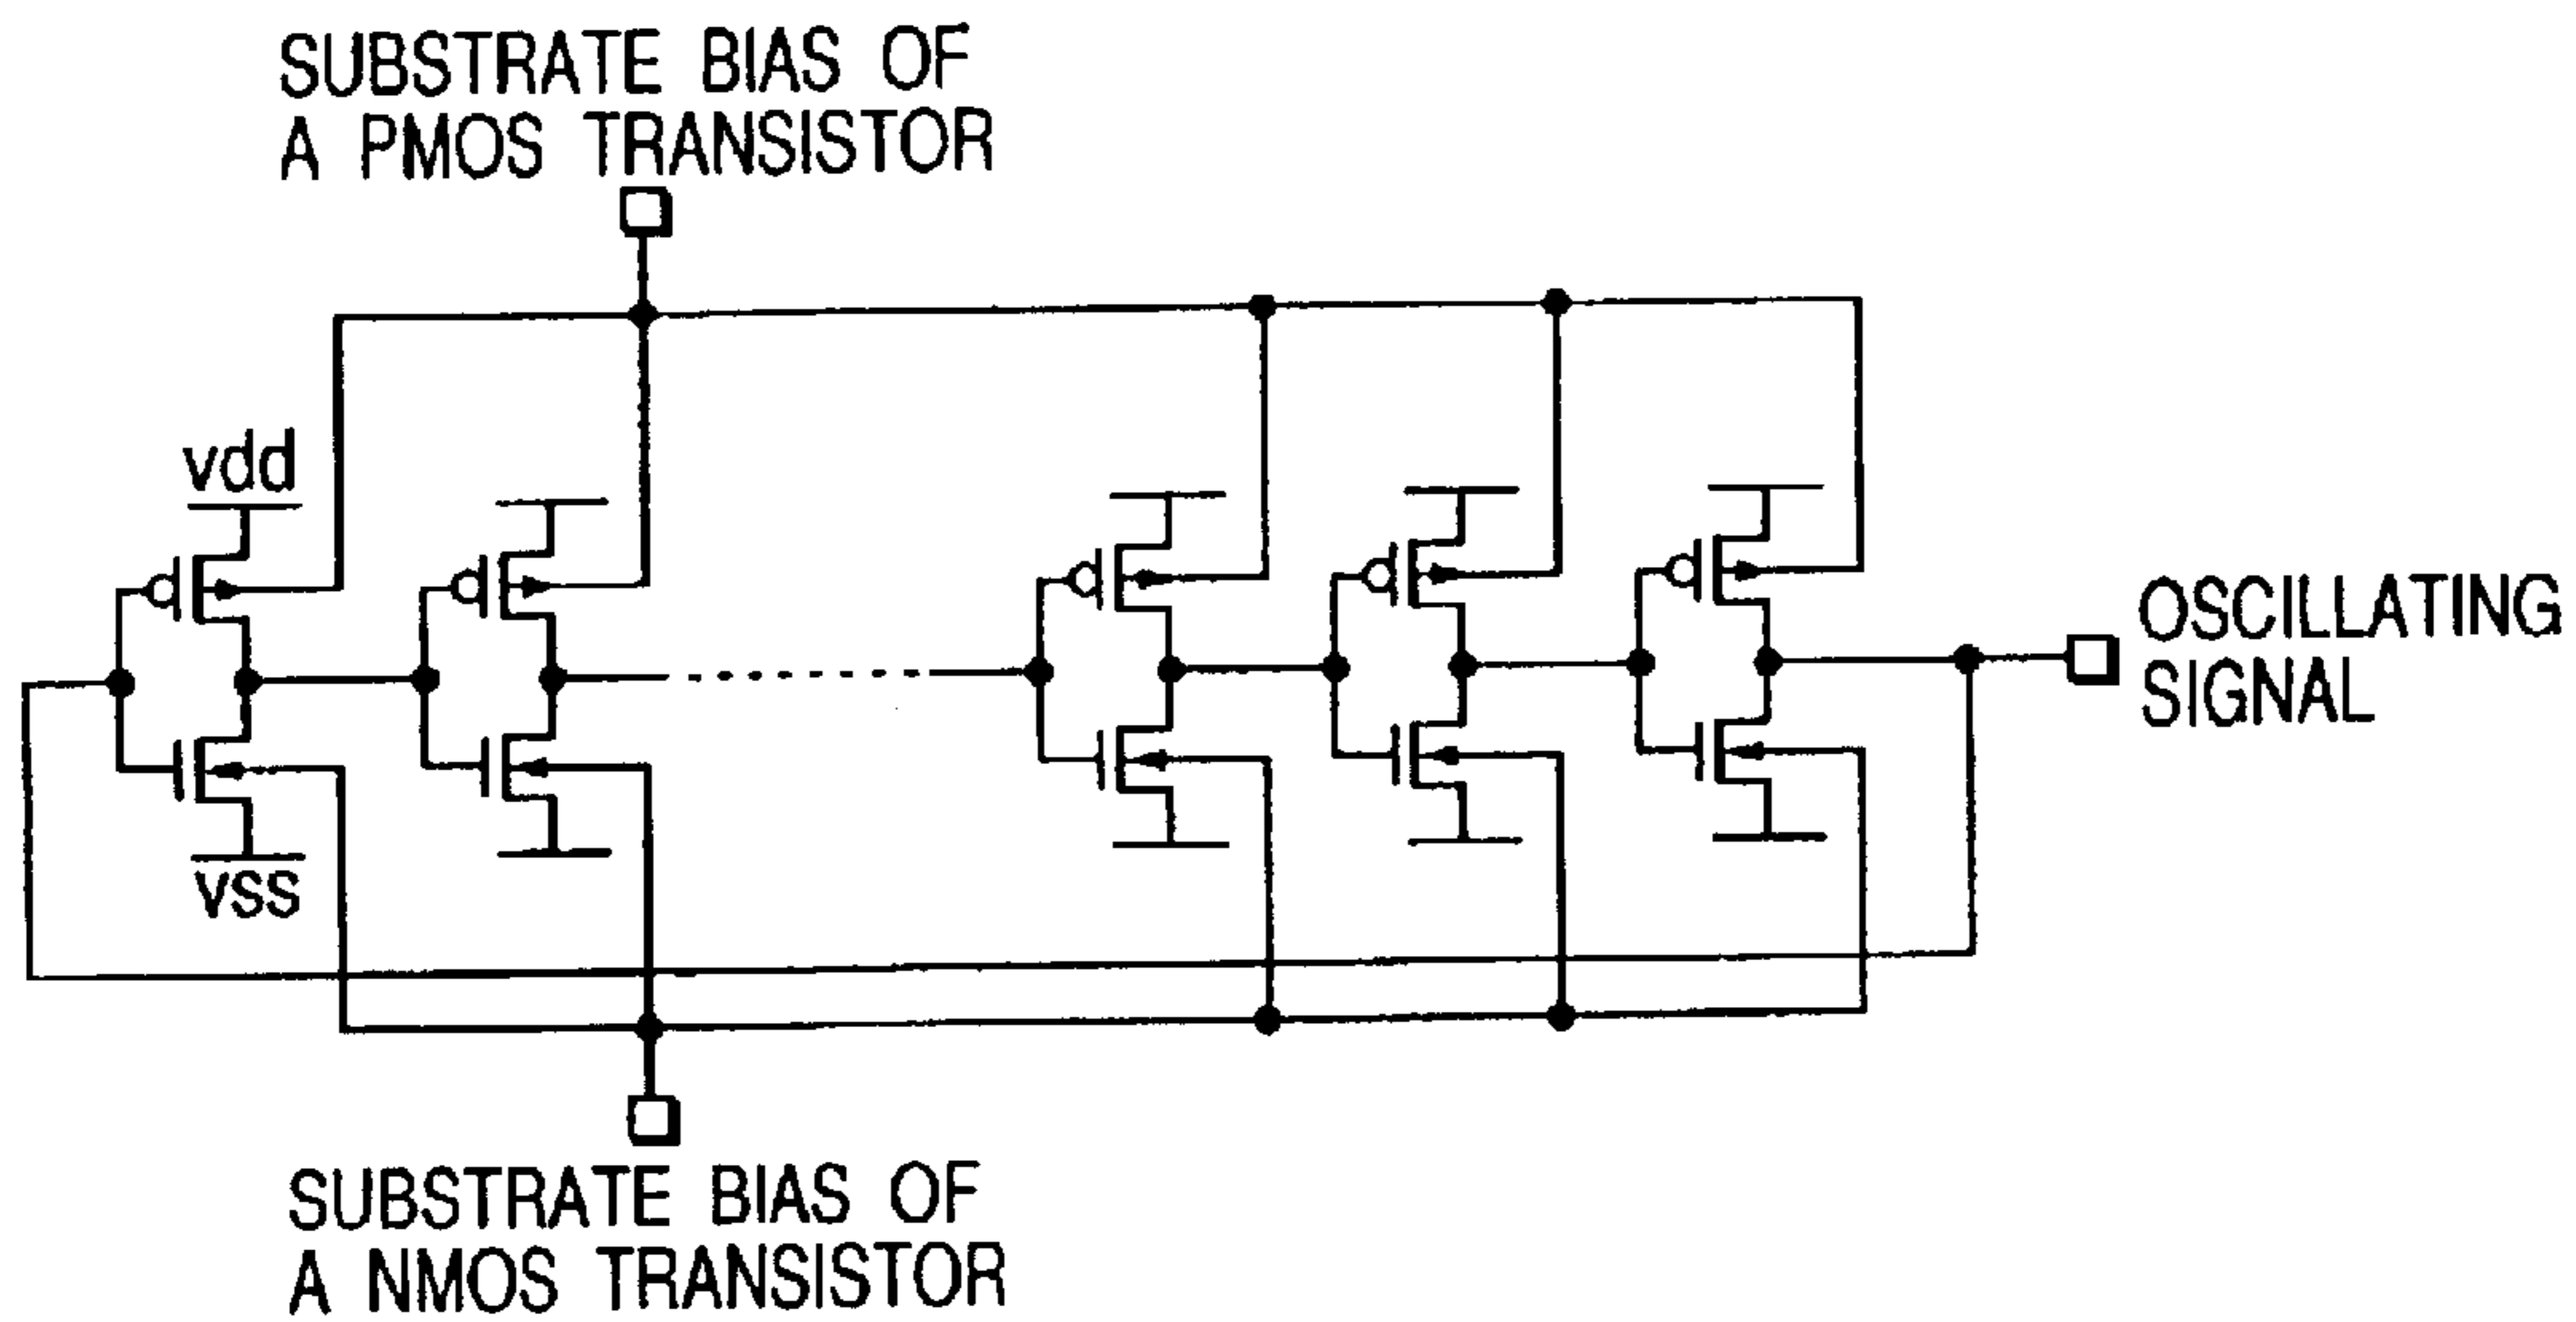 SUBSTRATE BIAS OF
A PMOS TRANSISTOR
vdd
OSCILLATING
SIGNAL
vss
SUBSTRATE BIAS OF
A NMOS TRANSISTOR